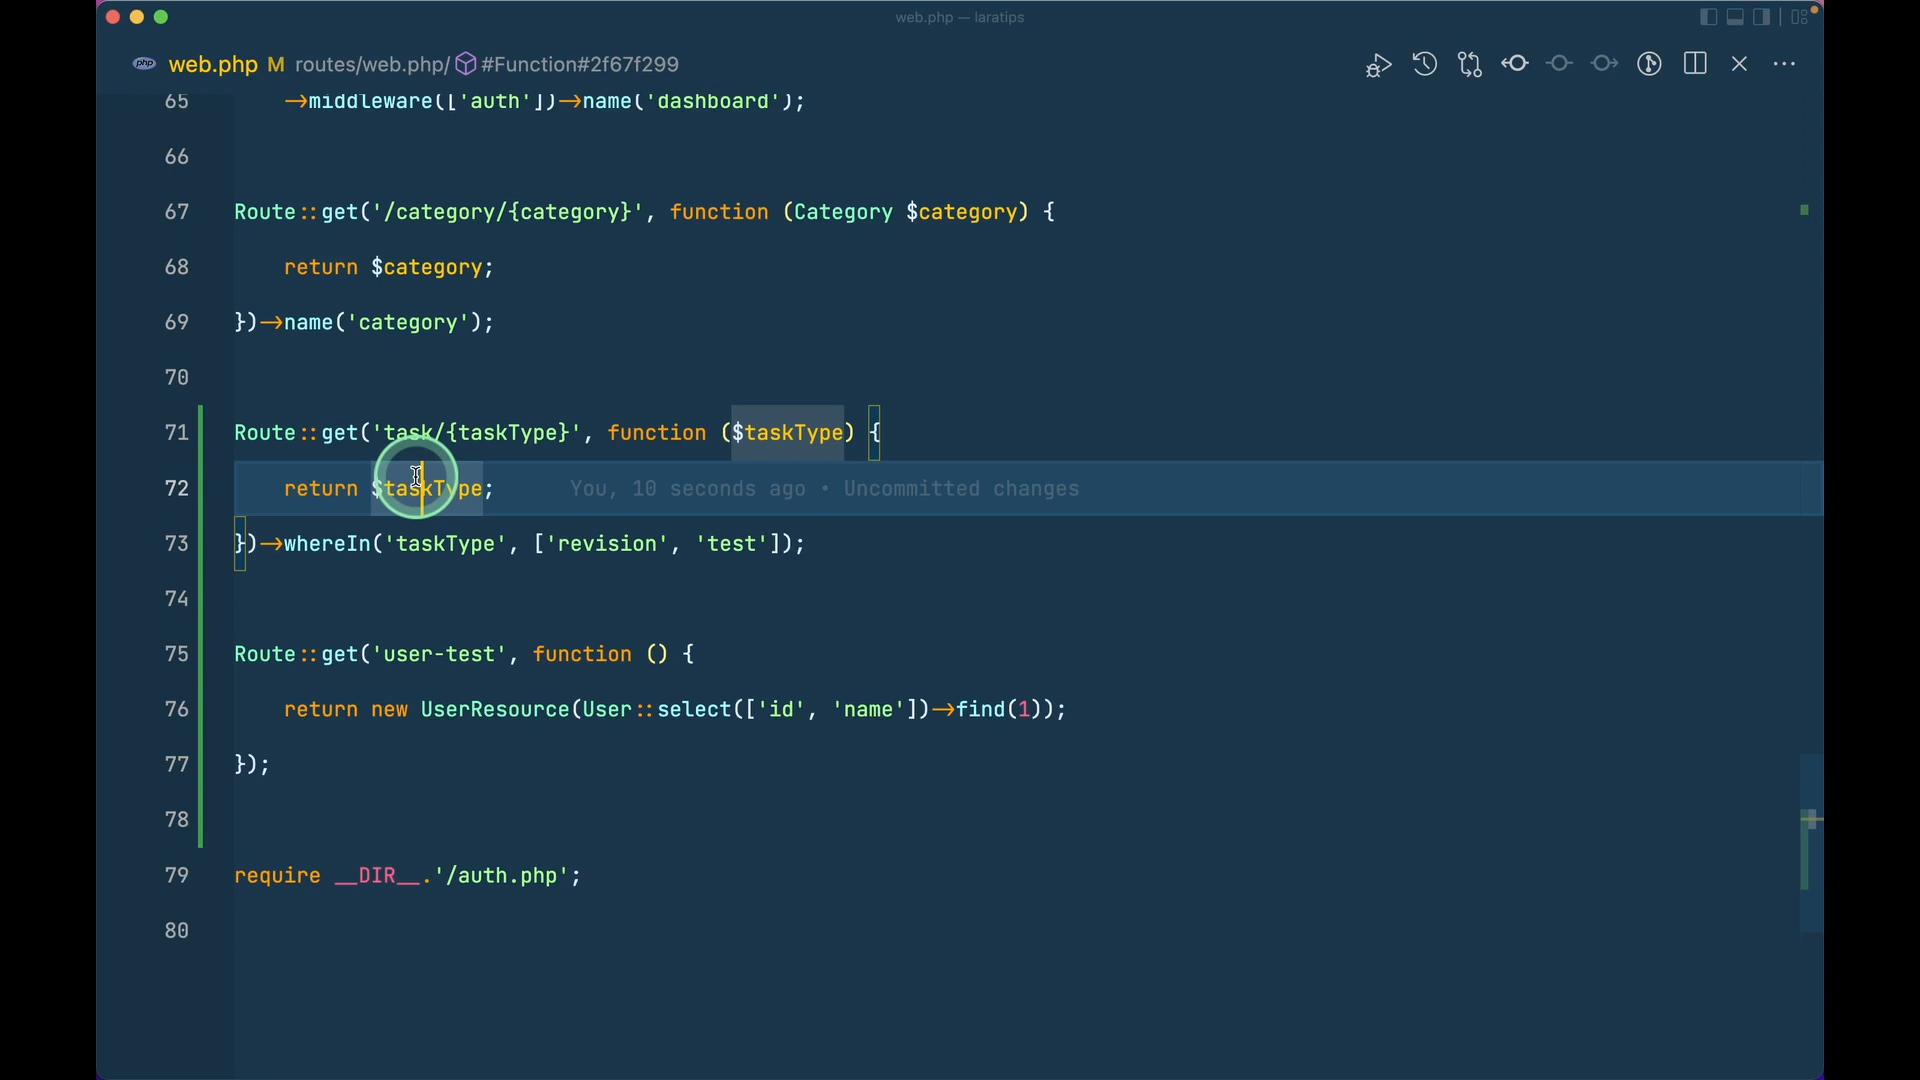 web.php — laratips
php web.php M routes/web.php/ #Function#2f67f299
65 ->middleware(['auth'])->name('dashboard');
66
67 Route::get('/category/{category}', function (Category $category) {
68 return $category;
69 })->name('category');
70
71 Route::get('task/{taskType}', function ($taskType) {
72 return $taskType; You, 10 seconds ago • Uncommitted changes
73 })->whereIn('taskType', ['revision', 'test']);
74
75 Route::get('user-test', function () {
76 return new UserResource(User::select(['id', 'name'])->find(1));
77 });
78
79 require __DIR__.'/auth.php';
80